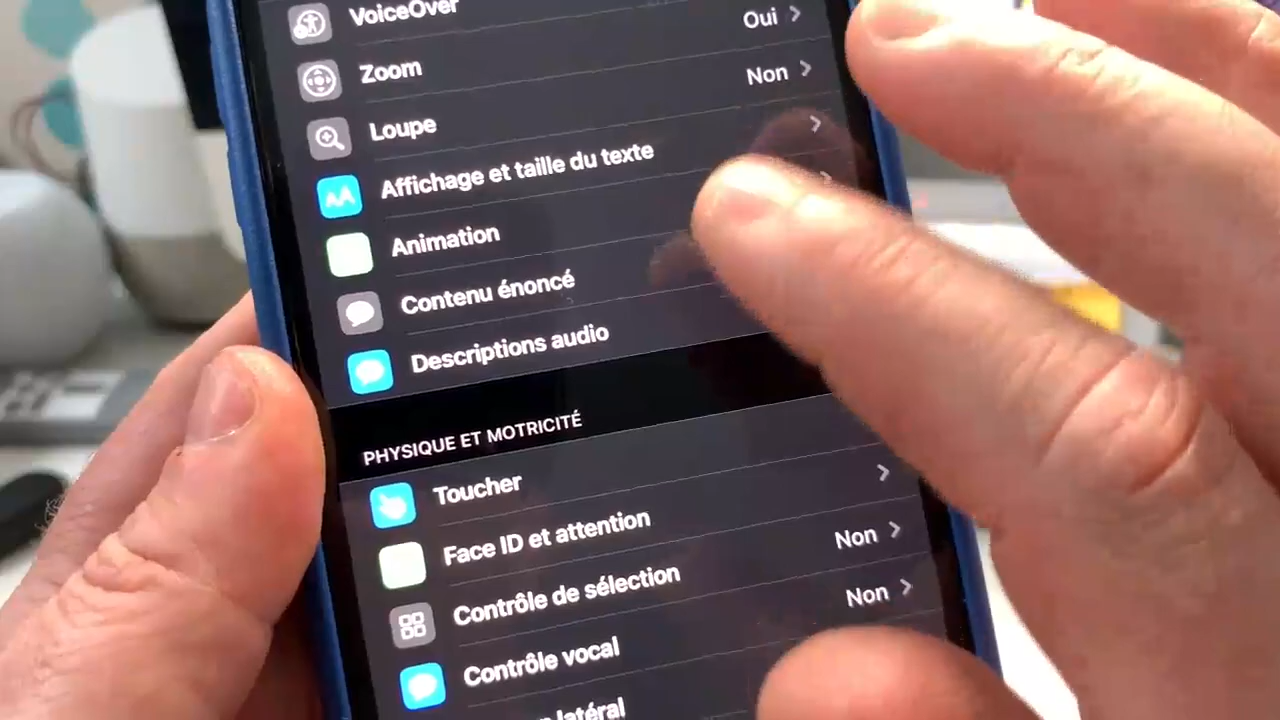 VoiceOver
Oui
Zoom
Non
Loupe
AA
Affichage et taille du texte
Animation
Contenu énoncé
Descriptions audio
PHYSIQUE ET MOTRICITÉ
Toucher
Face ID et attention
Contrôle de sélection
Non
Contrôle vocal
Non
latéral